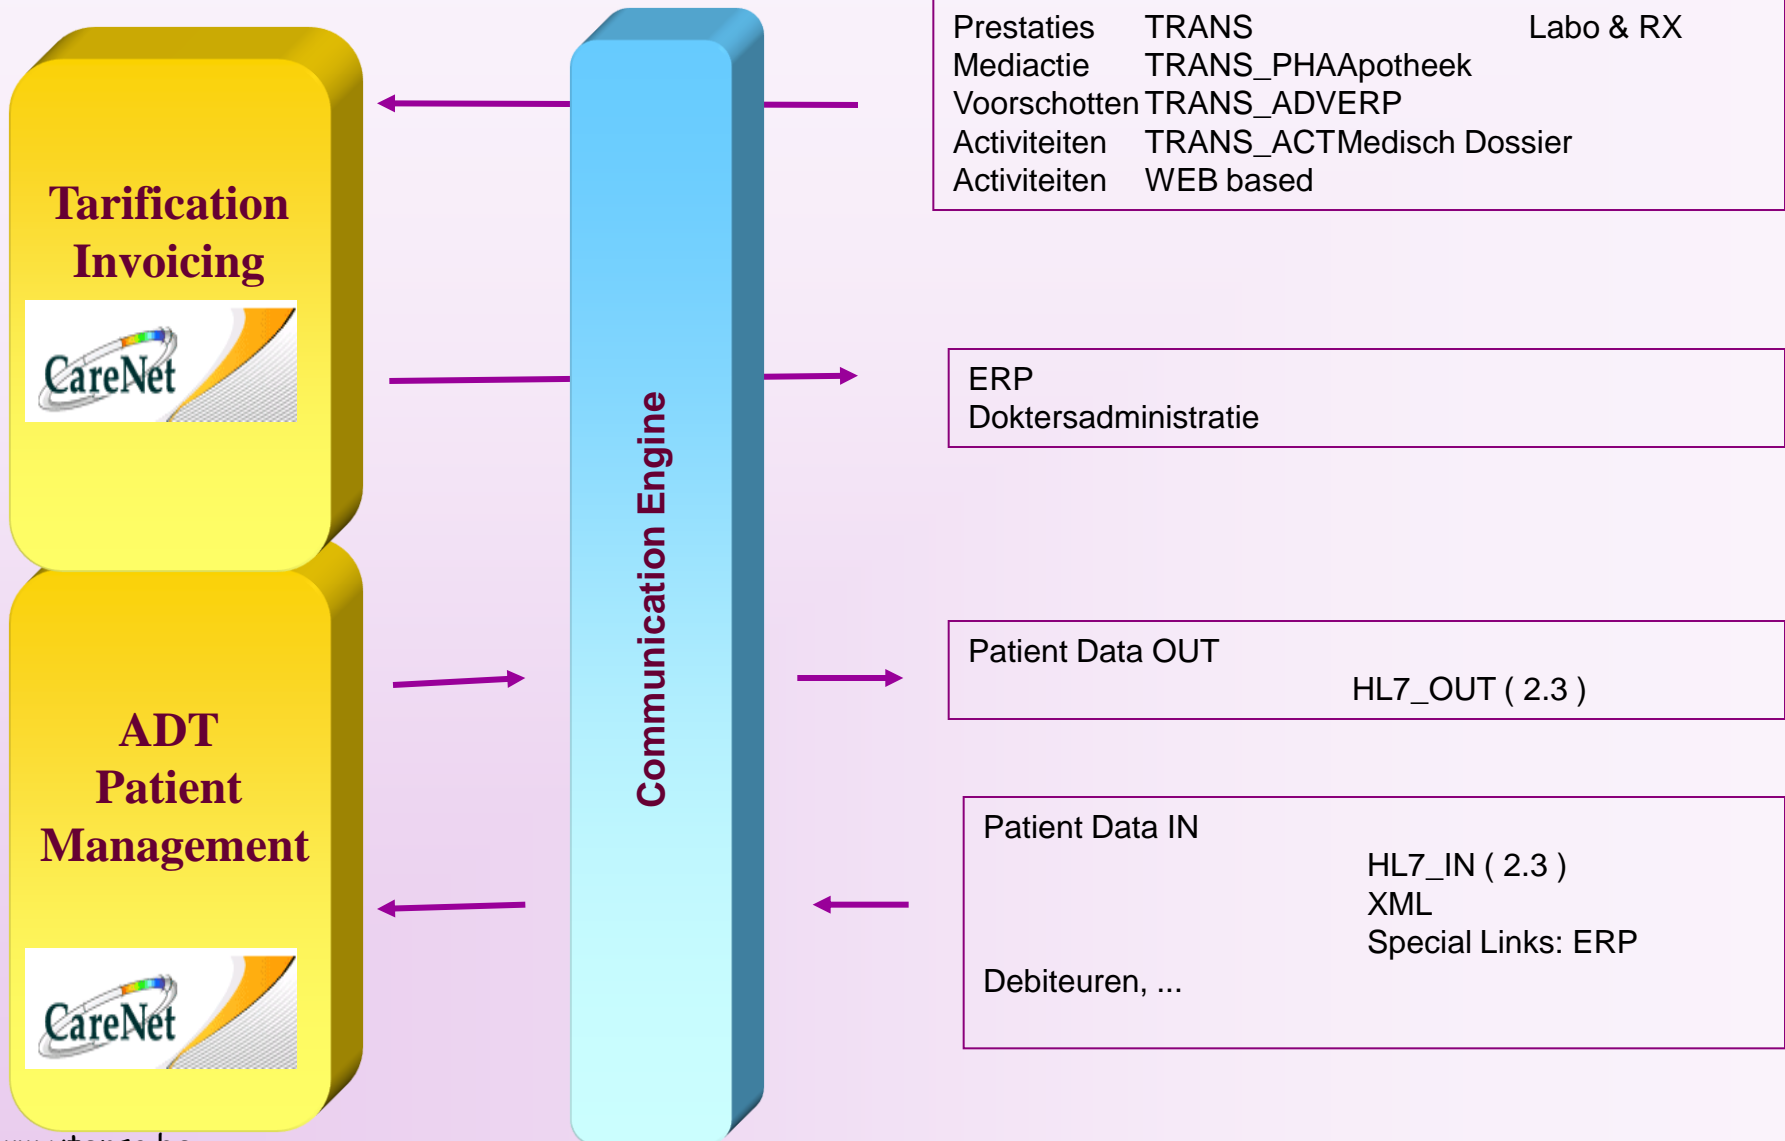 Prestaties TRANS Labo & RX
Mediactie TRANS_PHAApotheek
Voorschotten TRANS_ADVERP
Activiteiten TRANS_ACTMedisch Dossier
Activiteiten WEB based
Tarification
Invoicing
CareNet
ERP
Doktersadministratie
Communication Engine
Patient Data OUT
HL7_OUT ( 2.3 )
ADT
Patient
Management
CareNet
Patient Data IN
HL7_IN ( 2.3 )
XML
Special Links: ERP
Debiteuren, ...